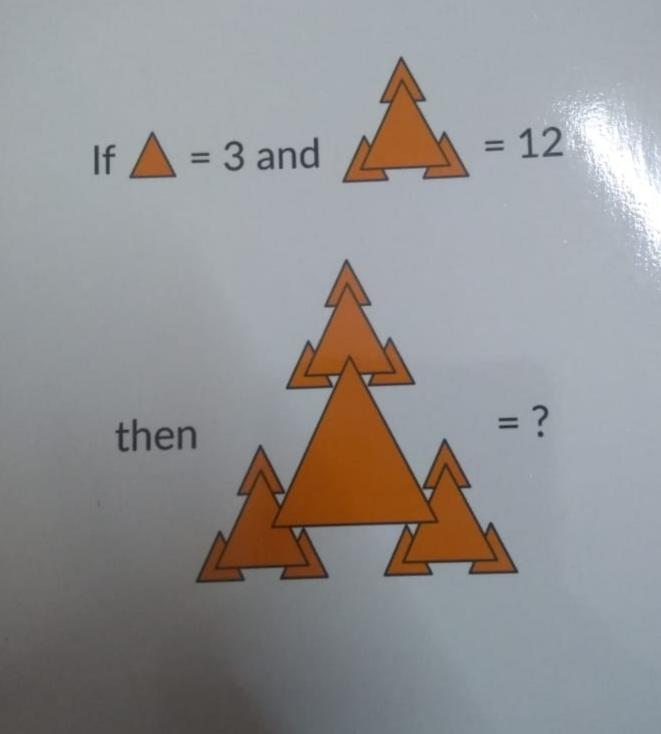 If = 3 and = 12
then = ?